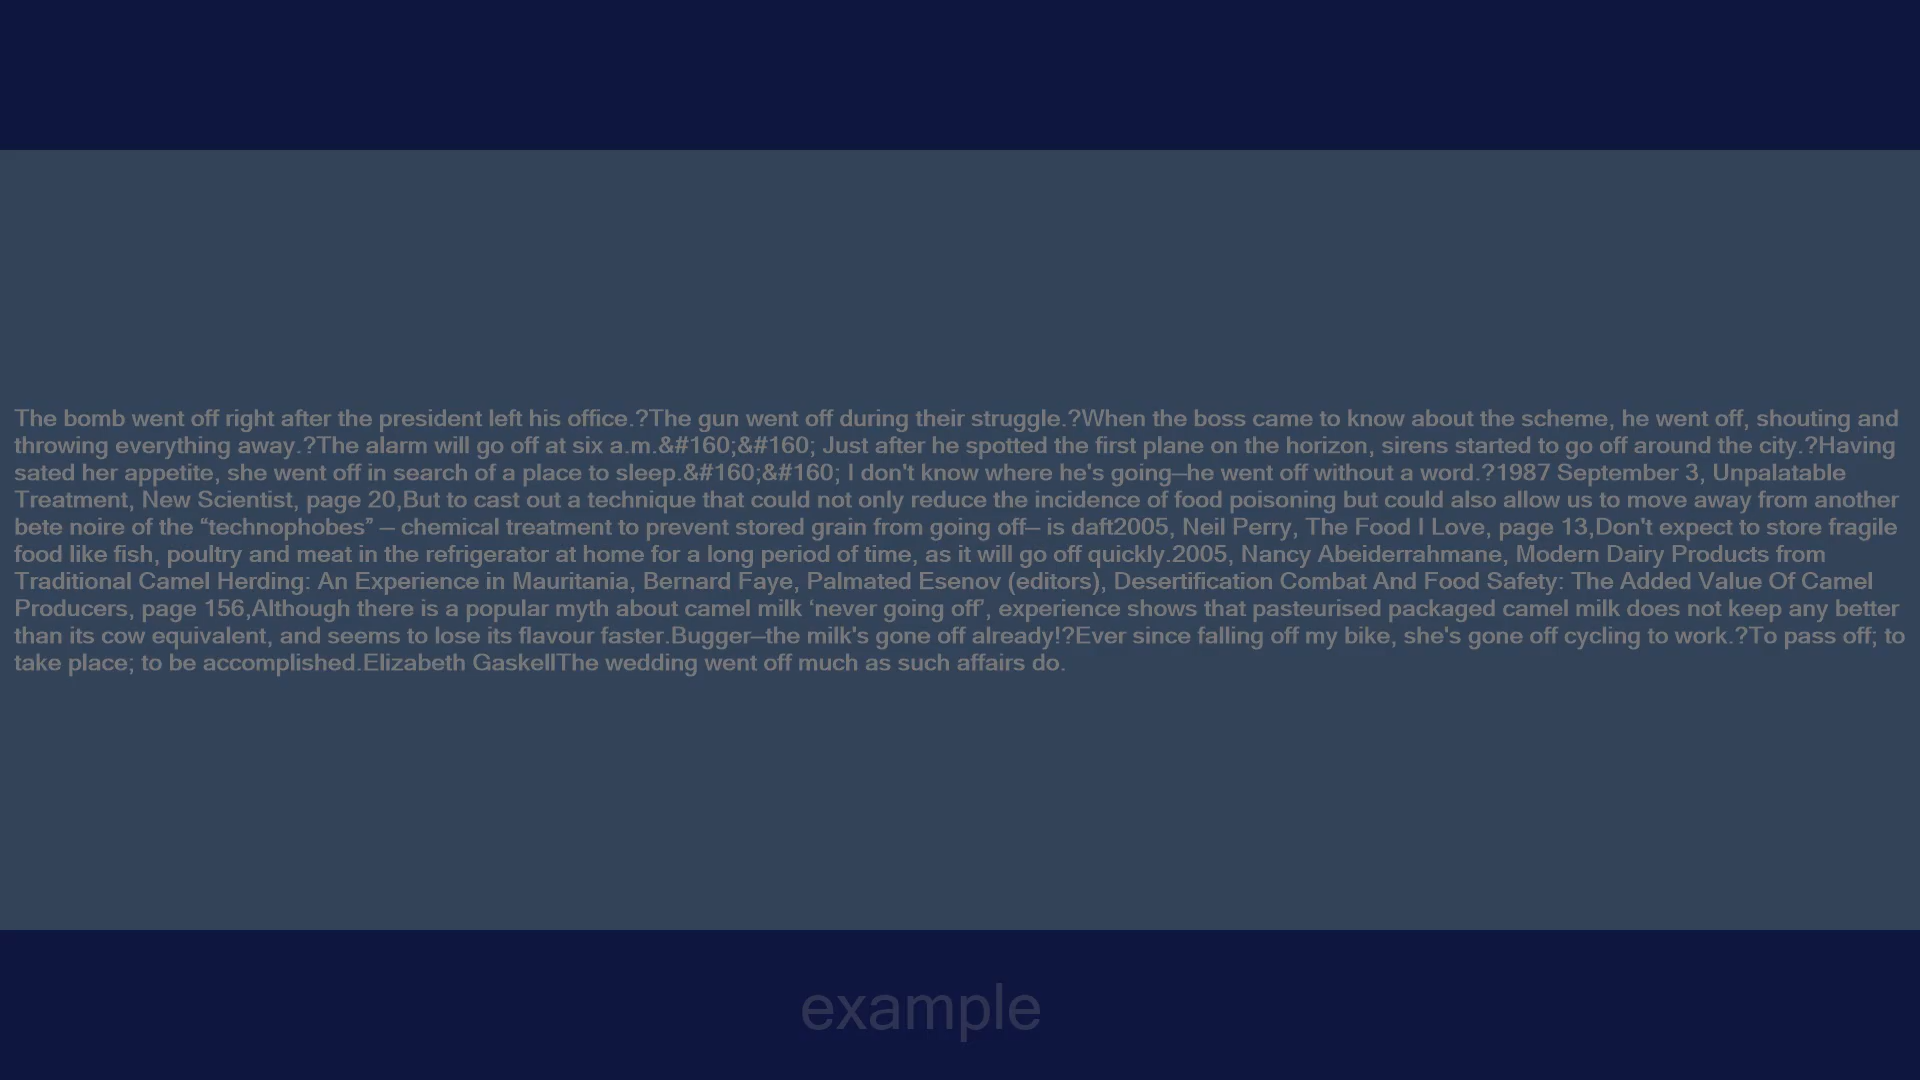 The bomb went off right after the president left his office.?The gun went off during their struggle.?When the boss came to know about the scheme, he went off, shouting and
throwing everything away.?The alarm will go off at six a.m.&#160;&#160; Just after he spotted the first plane on the horizon, sirens started to go off around the city.?Having
sated her appetite, she went off in search of a place to sleep.&#160;&#160; I don't know where he's going—he went off without a word.?1987 September 3, Unpalatable
Treatment, New Scientist, page 20,But to cast out a technique that could not only reduce the incidence of food poisoning but could also allow us to move away from another
bete noire of the “technophobes” – chemical treatment to prevent stored grain from going off– is daft2005, Neil Perry, The Food I Love, page 13,Don't expect to store fragile
food like fish, poultry and meat in the refrigerator at home for a long period of time, as it will go off quickly.2005, Nancy Abeiderrahmane, Modern Dairy Products from
Traditional Camel Herding: An Experience in Mauritania, Bernard Faye, Palmated Esenov (editors), Desertification Combat And Food Safety: The Added Value Of Camel
Producers, page 156,Although there is a popular myth about camel milk ‘never going off’, experience shows that pasteurised packaged camel milk does not keep any better
than its cow equivalent, and seems to lose its flavour faster.Bugger—the milk's gone off already!?Ever since falling off my bike, she's gone off cycling to work.?To pass off; to
take place; to be accomplished.Elizabeth GaskellThe wedding went off much as such affairs do.
example